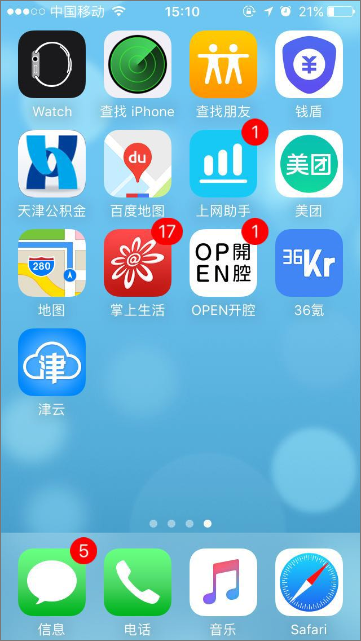 中国移动 15:10 21%
Watch 查找 iPhone 查找朋友 钱盾
du 1 美团
天津公积金 百度地图 上网助手 美团
280 17 OPEN 開腔 1 36Kr
地图 掌上生活 OPEN开腔 36氪
津
津云
5
信息 电话 音乐 Safari